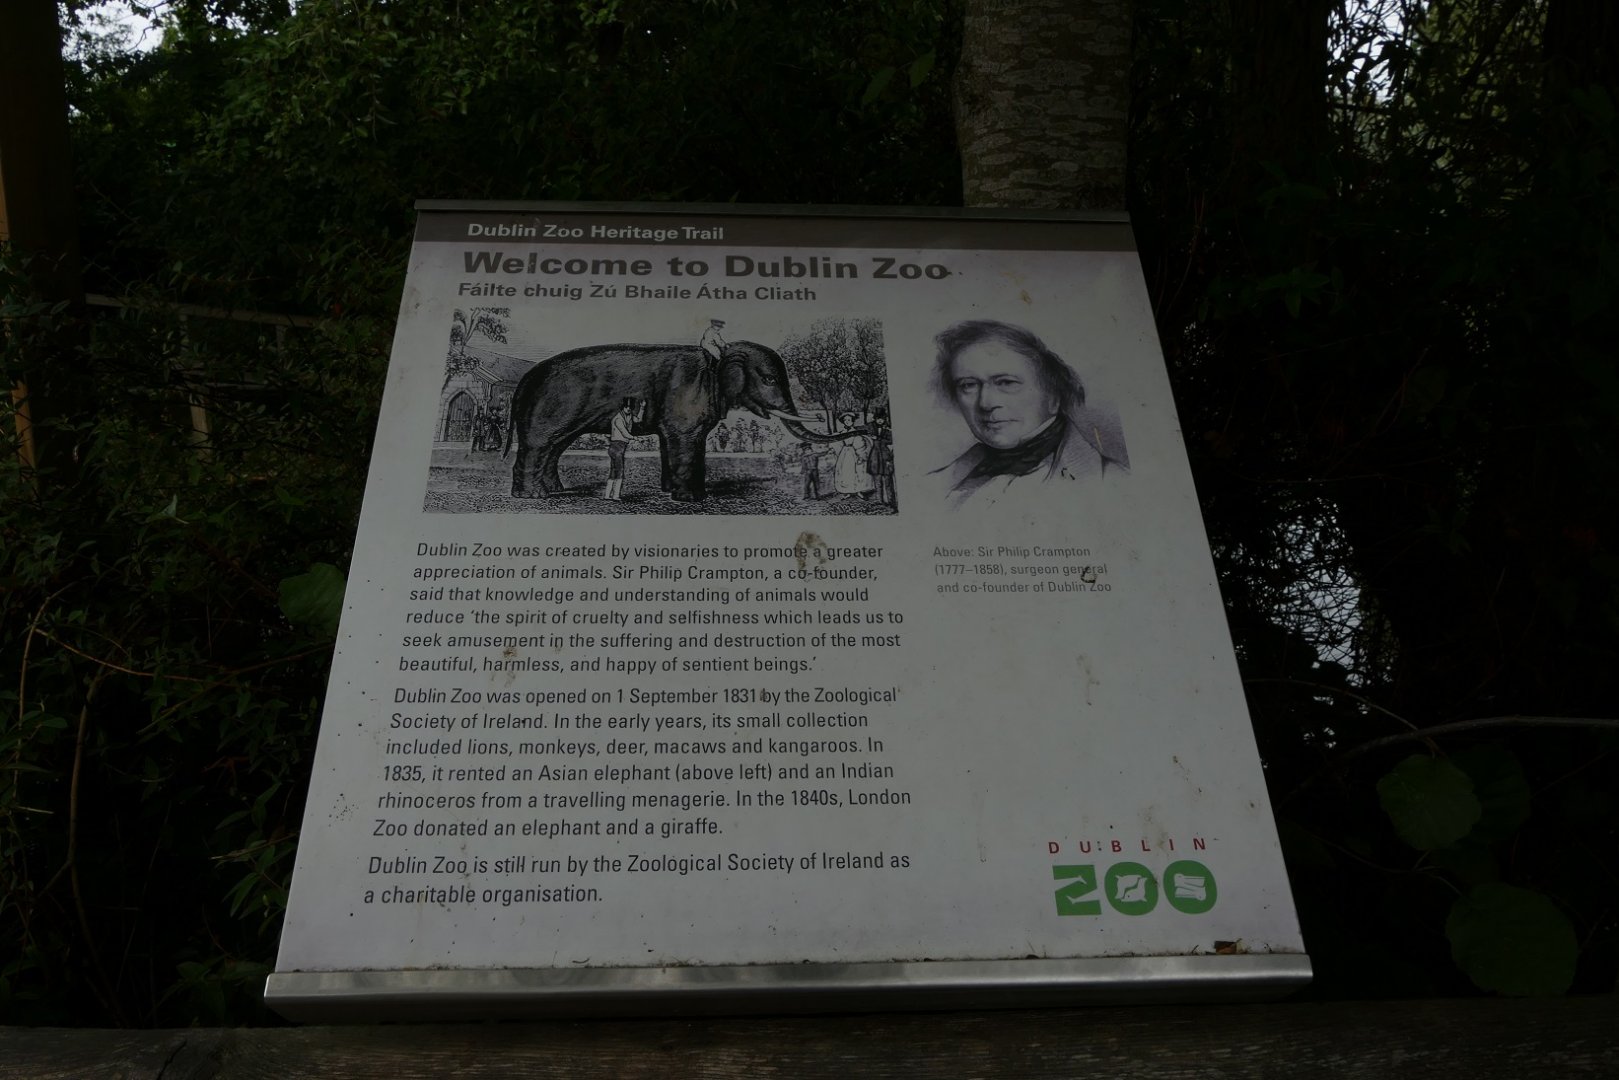 Dublin Zoo Heritage Trail
Welcome to Dublin Zoo
Fáilte chuig Zú Bhaile Átha Cliath
Dublin Zoo was created by visionaries to promote a greater
appreciation of animals. Sir Philip Crampton, a co-founder,
said that knowledge and understanding of animals would
reduce ‘the spirit of cruelty and selfishness which leads us to
seek amusement in the suffering and destruction of the most
beautiful, harmless, and happy of sentient beings.’
Dublin Zoo was opened on 1 September 1831 by the Zoological
Society of Ireland. In the early years, its small collection
included lions, monkeys, deer, macaws and kangaroos. In
1835, it rented an Asian elephant (above left) and an Indian
rhinoceros from a travelling menagerie. In the 1840s, London
Zoo donated an elephant and a giraffe.
Dublin Zoo is still run by the Zoological Society of Ireland as
a charitable organisation.
Above: Sir Philip Crampton
(1777–1858), surgeon general
and co-founder of Dublin Zoo
DUBLIN
ZOO